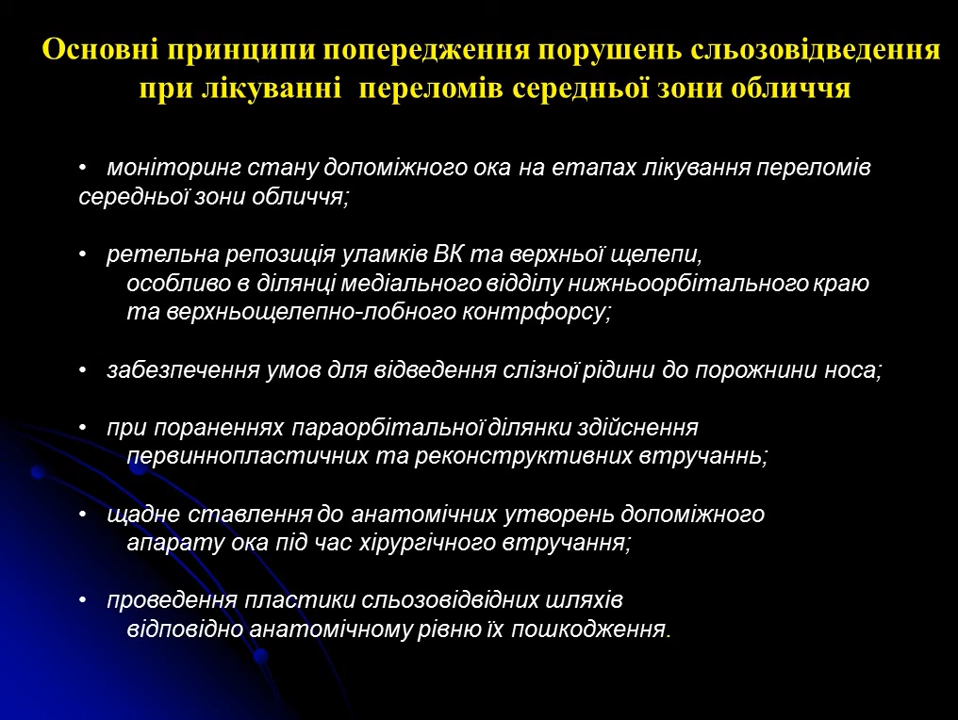 Основні принципи попередження порушень сльозовідведення
при лікуванні переломів середньої зони обличчя
• моніторинг стану допоміжного ока на етапах лікування переломів
середньої зони обличчя;
• ретельна репозиція уламків ВК та верхньої щелепи,
особливо в ділянці медіального відділу нижньоорбітального краю
та верхньощелепно-лобного контрфорсу;
• забезпечення умов для відведення слізної рідини до порожнини носа;
• при пораненнях параорбітальної ділянки здійснення
первиннопластичних та реконструктивних втручаннь;
• щадне ставлення до анатомічних утворень допоміжного
апарату ока під час хірургічного втручання;
• проведення пластики сльозовідвідних шляхів
відповідно анатомічному рівню їх пошкодження.